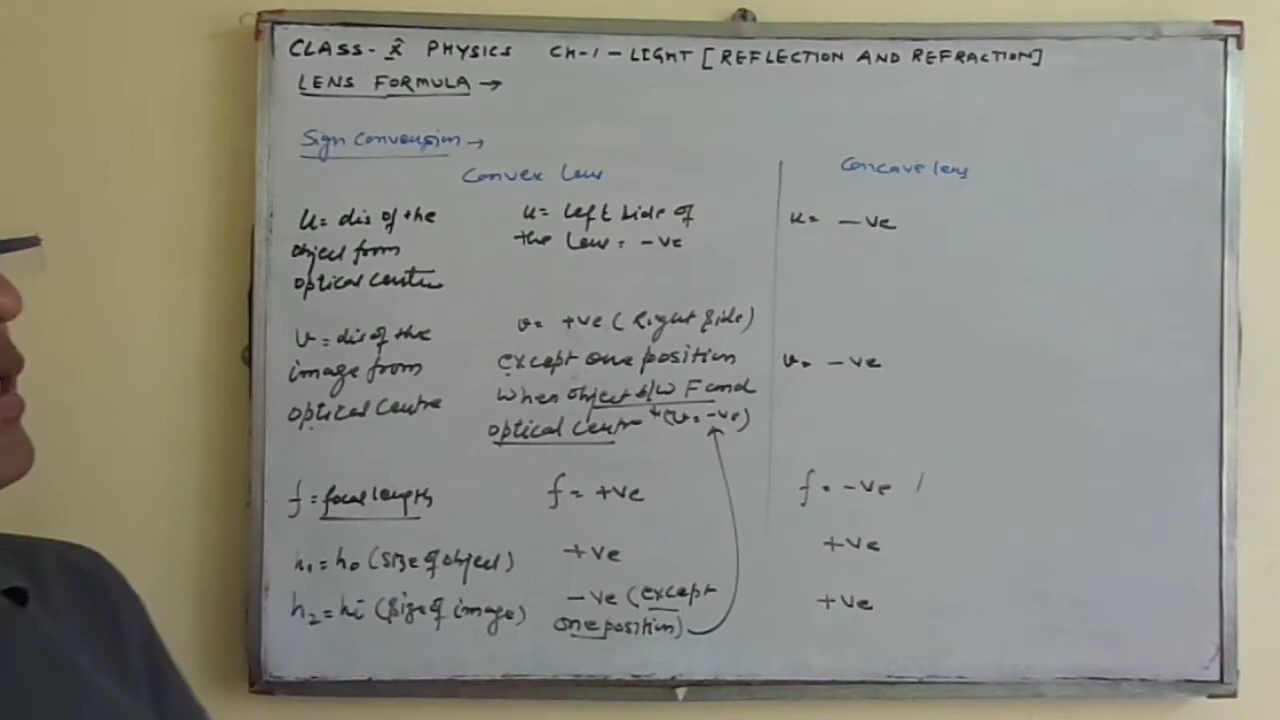 CLASS-X PHYSICS CH-1-LIGHT [REFLECTION AND REFRACTION]
LENS FORMULA →
Sign Convension →
Convex Lens
Concave lens
u= dis of the
object from
optical centre
u= left side of
the lens = -ve
u= -ve
v= dis of the
image from
optical centre
v= +ve (Right side)
except one position
when object b/w F and
optical centre (v= -ve)
v= -ve
f = focal length
f = +ve
f = -ve
h₁ = ho (size of object)
+ve
+ve
h₂ = hi (size of image)
-ve (except
one position)
+ve